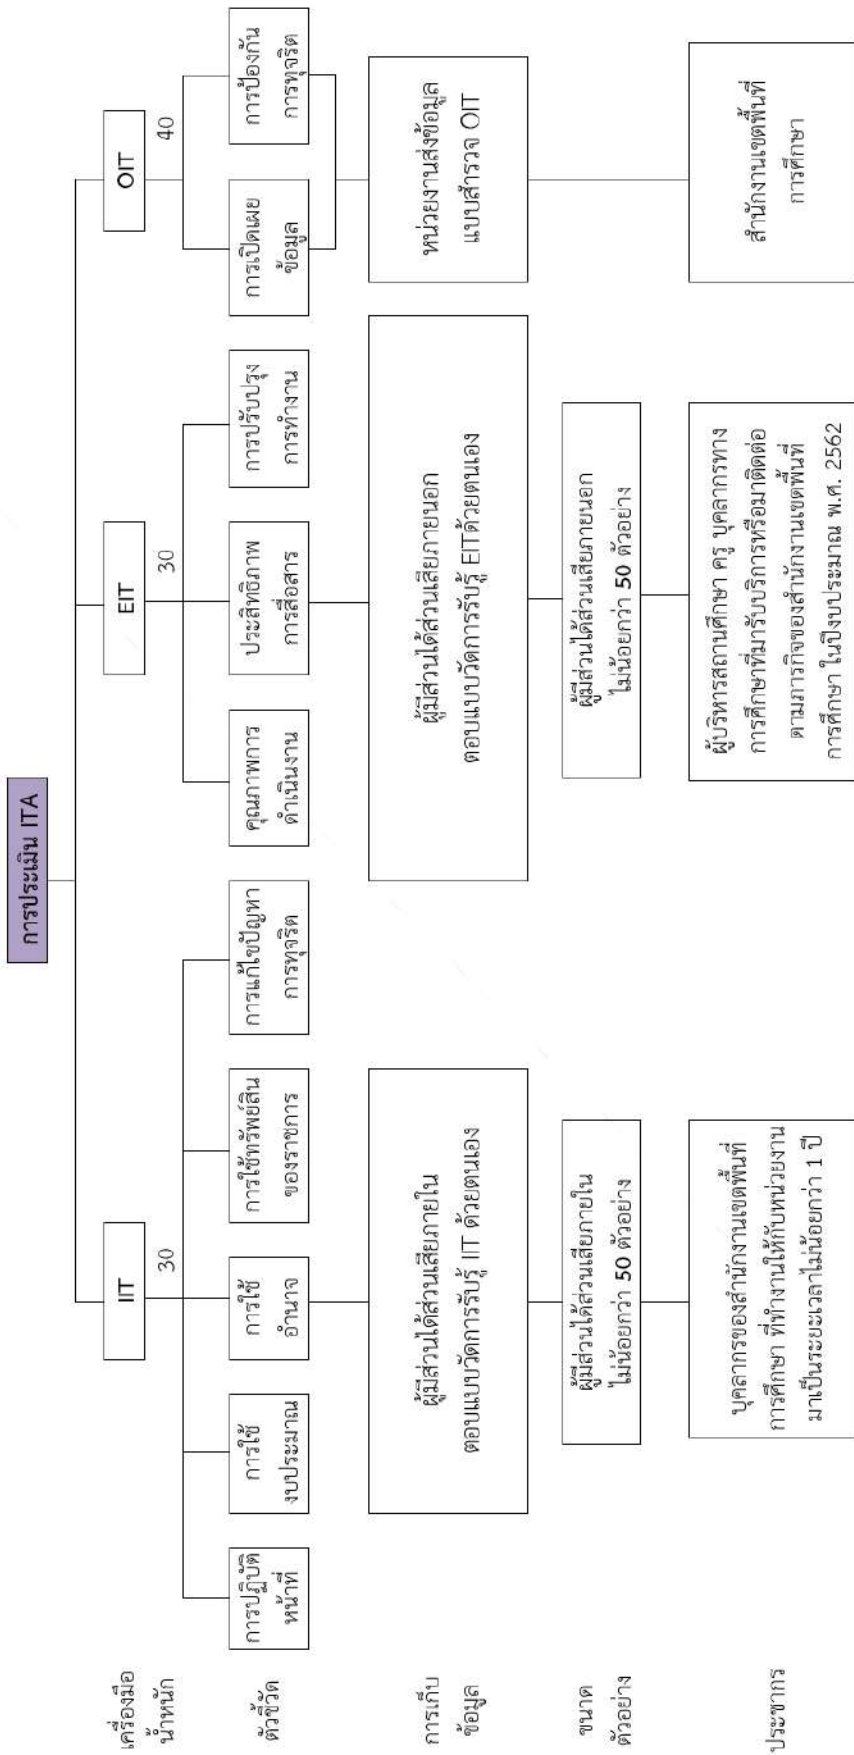 การประเมิน ITA
เครื่องมือ
น้ำหนัก
IIT
30
EIT
30
OIT
40
ตัวชี้วัด
การปฏิบัติ
หน้าที่
การใช้
งบประมาณ
การใช้
อำนาจ
การใช้ทรัพย์สิน
ของราชการ
การแก้ไขปัญหา
การทุจริต
คุณภาพการ
ดำเนินงาน
ประสิทธิภาพ
การสื่อสาร
การปรับปรุง
การทำงาน
การเปิดเผย
ข้อมูล
การป้องกัน
การทุจริต
การเก็บ
ข้อมูล
ผู้มีส่วนได้ส่วนเสียภายใน
ตอบแบบวัดการรับรู้ IIT ด้วยตนเอง
ผู้มีส่วนได้ส่วนเสียภายนอก
ตอบแบบวัดการรับรู้ EITด้วยตนเอง
หน่วยงานส่งข้อมูล
แบบสำรวจ OIT
ขนาด
ตัวอย่าง
ผู้มีส่วนได้ส่วนเสียภายใน
ไม่น้อยกว่า 50 ตัวอย่าง
ผู้มีส่วนได้ส่วนเสียภายนอก
ไม่น้อยกว่า 50 ตัวอย่าง
ประชากร
บุคลากรของสำนักงานเขตพื้นที่
การศึกษา ที่ทำงานให้กับหน่วยงาน
มาเป็นระยะเวลาไม่น้อยกว่า 1 ปี
ผู้บริหารสถานศึกษา ครู บุคลากรทาง
การศึกษาที่มารับบริการหรือมาติดต่อ
ตามภารกิจของสำนักงานเขตพื้นที่
การศึกษา ในปีงบประมาณ พ.ศ. 2562
สำนักงานเขตพื้นที่
การศึกษา